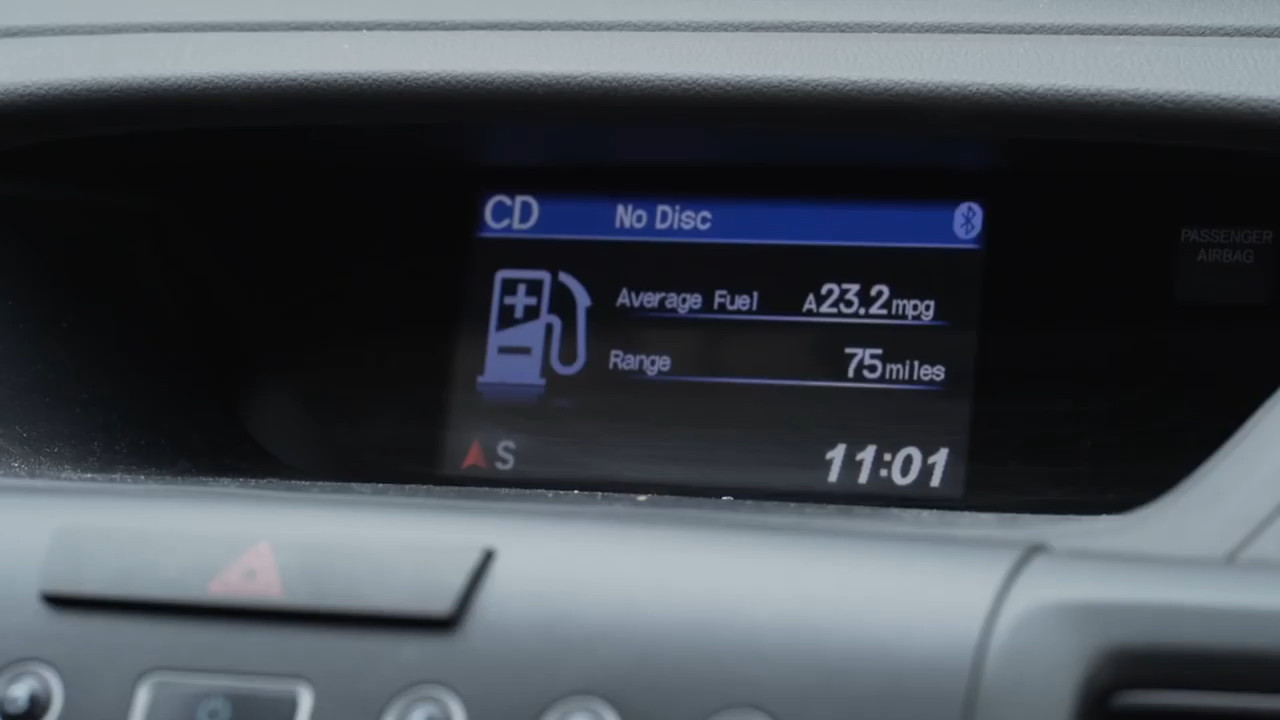 CD No Disc
PASSENGER
AIRBAG
Average Fuel A23.2mpg
Range 75miles
S 11:01